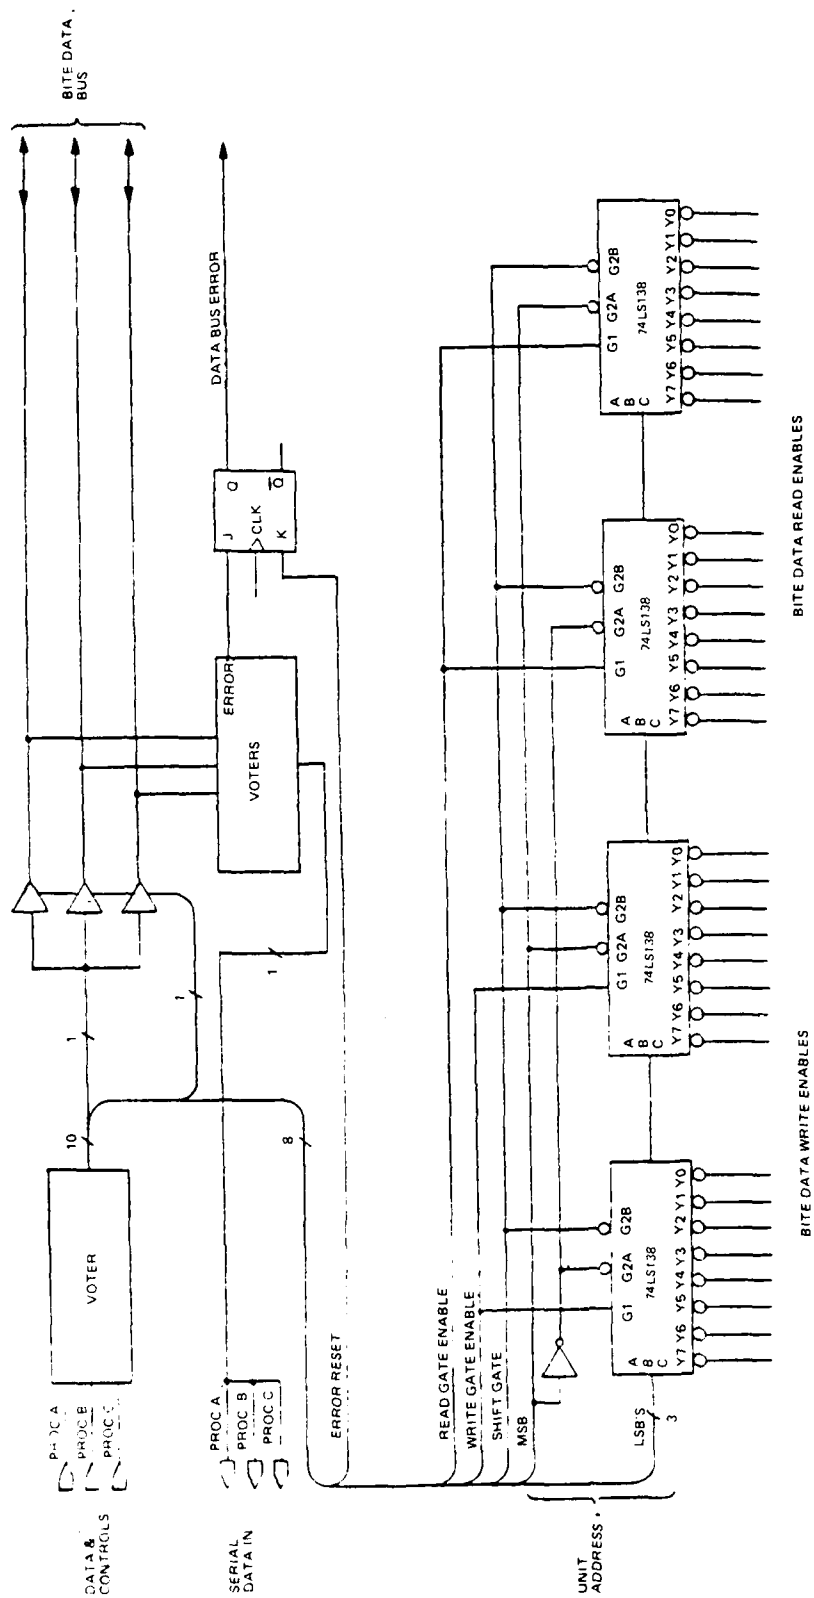 DATA &
CONTROLS
PROC A
PROC B
PROC C
VOTER
10
1
1
8
BITE DATA
BUS
SERIAL
DATA IN
PROC A
PROC B
PROC C
1
VOTERS
ERROR
J
Q
CLK
K
Q
DATA BUS ERROR
ERROR RESET
READ GATE ENABLE
WRITE GATE ENABLE
SHIFT GATE
MSB
UNIT
ADDRESS
LSB'S
3
G1 G2A G2B
A
B
C
74LS138
Y7 Y6 Y5 Y4 Y3 Y2 Y1 Y0
G1 G2A G2B
A
B
C
74LS138
Y7 Y6 Y5 Y4 Y3 Y2 Y1 Y0
BITE DATA WRITE ENABLES
G1 G2A G2B
A
B
C
74LS138
Y7 Y6 Y5 Y4 Y3 Y2 Y1 Y0
G1 G2A G2B
A
B
C
74LS138
Y7 Y6 Y5 Y4 Y3 Y2 Y1 Y0
BITE DATA READ ENABLES